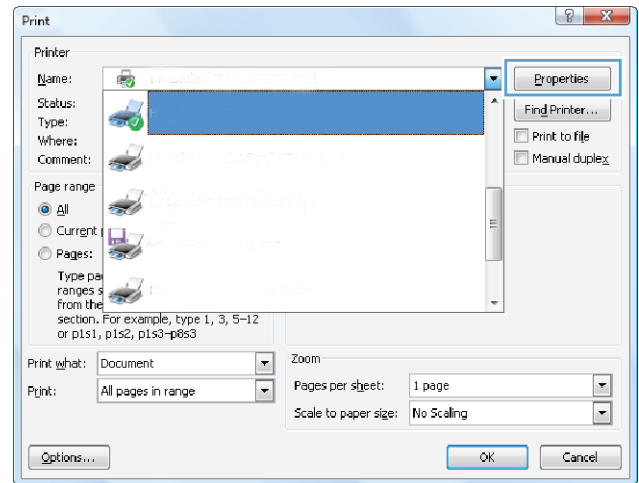 Print
Printer
Name:
Properties
Status:
Find Printer...
Type:
Where:
Print to file
Comment:
Manual duplex
Page range
All
Current
Pages:
Type
ranges
from the
section. For example, type 1, 3, 5–12
or p1s1, p1s2, p1s3–p8s3
Print what: Document
Print: All pages in range
Zoom
Pages per sheet: 1 page
Scale to paper size: No Scaling
Options...
OK
Cancel